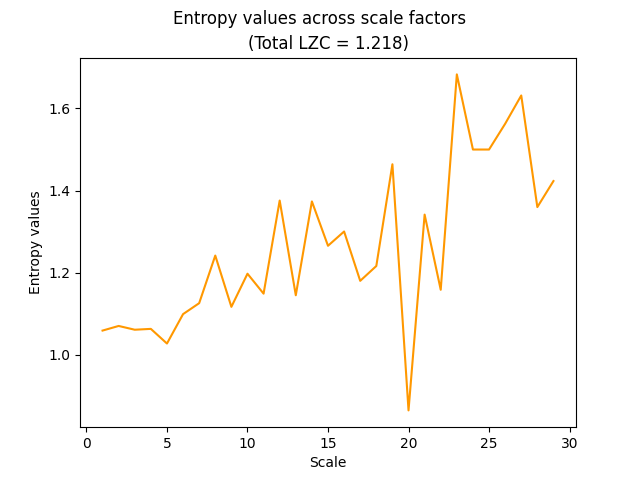 Entropy values across scale factors
(Total LZC = 1.218)
Entropy values
1.6
1.4
1.2
1.0
0 5 10 15 20 25 30
Scale